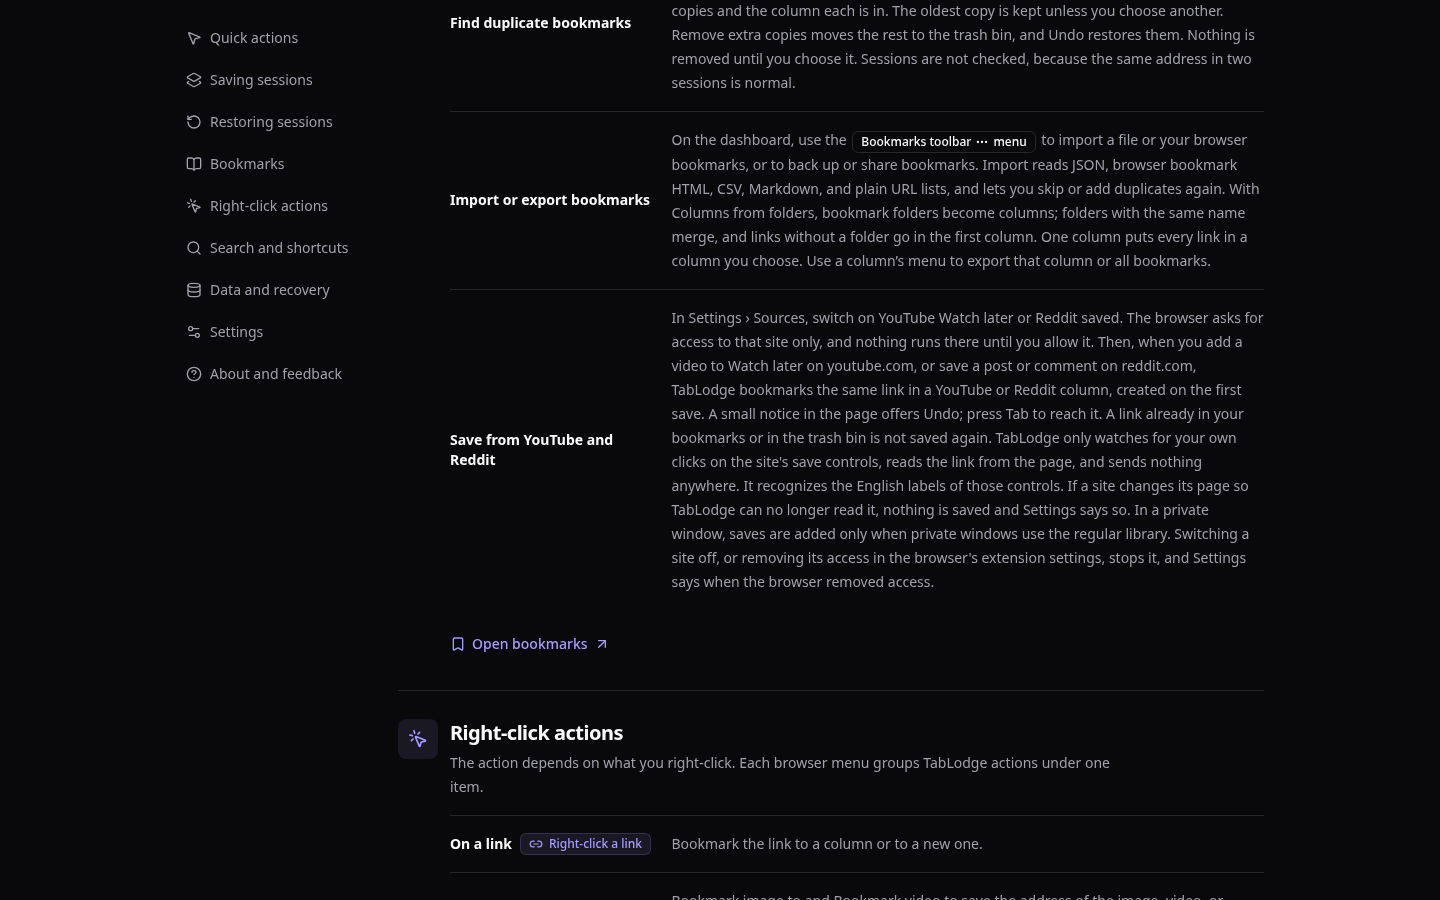 Quick actions
Saving sessions
Restoring sessions
Bookmarks
Right-click actions
Search and shortcuts
Data and recovery
Settings
About and feedback
Find duplicate bookmarks
copies and the column each is in. The oldest copy is kept unless you choose another.
Remove extra copies moves the rest to the trash bin, and Undo restores them. Nothing is
removed until you choose it. Sessions are not checked, because the same address in two
sessions is normal.
Import or export bookmarks
On the dashboard, use the Bookmarks toolbar ··· menu to import a file or your browser
bookmarks, or to back up or share bookmarks. Import reads JSON, browser bookmark
HTML, CSV, Markdown, and plain URL lists, and lets you skip or add duplicates again. With
Columns from folders, bookmark folders become columns; folders with the same name
merge, and links without a folder go in the first column. One column puts every link in a
column you choose. Use a column’s menu to export that column or all bookmarks.
Save from YouTube and
Reddit
In Settings › Sources, switch on YouTube Watch later or Reddit saved. The browser asks for
access to that site only, and nothing runs there until you allow it. Then, when you add a
video to Watch later on youtube.com, or save a post or comment on reddit.com,
TabLodge bookmarks the same link in a YouTube or Reddit column, created on the first
save. A small notice in the page offers Undo; press Tab to reach it. A link already in your
bookmarks or in the trash bin is not saved again. TabLodge only watches for your own
clicks on the site's save controls, reads the link from the page, and sends nothing
anywhere. It recognizes the English labels of those controls. If a site changes its page so
TabLodge can no longer read it, nothing is saved and Settings says so. In a private
window, saves are added only when private windows use the regular library. Switching a
site off, or removing its access in the browser's extension settings, stops it, and Settings
says when the browser removed access.
Open bookmarks
Right-click actions
The action depends on what you right-click. Each browser menu groups TabLodge actions under one
item.
On a link Right-click a link
Bookmark the link to a column or to a new one.
Bookmark image to and Bookmark video to save the address of the image, video, or